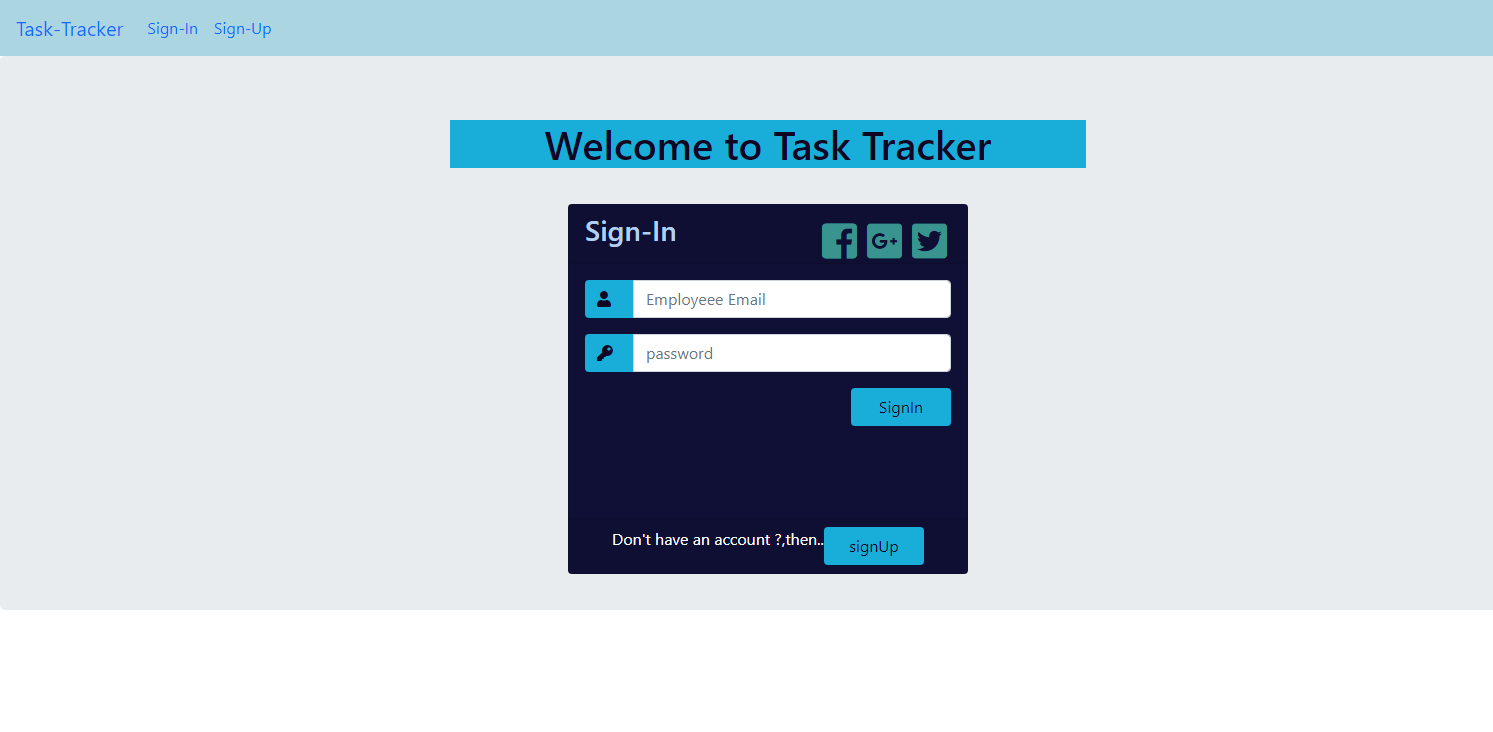 Task-Tracker Sign-In Sign-Up
Welcome to Task Tracker
Sign-In
Employeee Email
password
SignIn
Don't have an account ?,then.. signUp